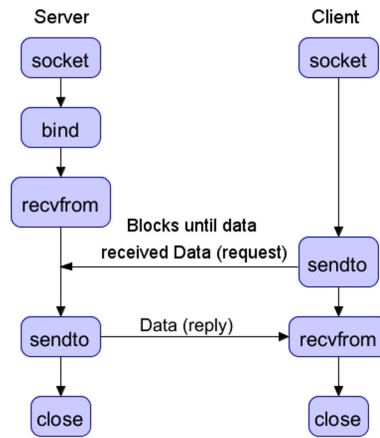 Server Client
socket socket
bind
recvfrom
Blocks until data
received Data (request)
sendto
sendto Data (reply) recvfrom
close close